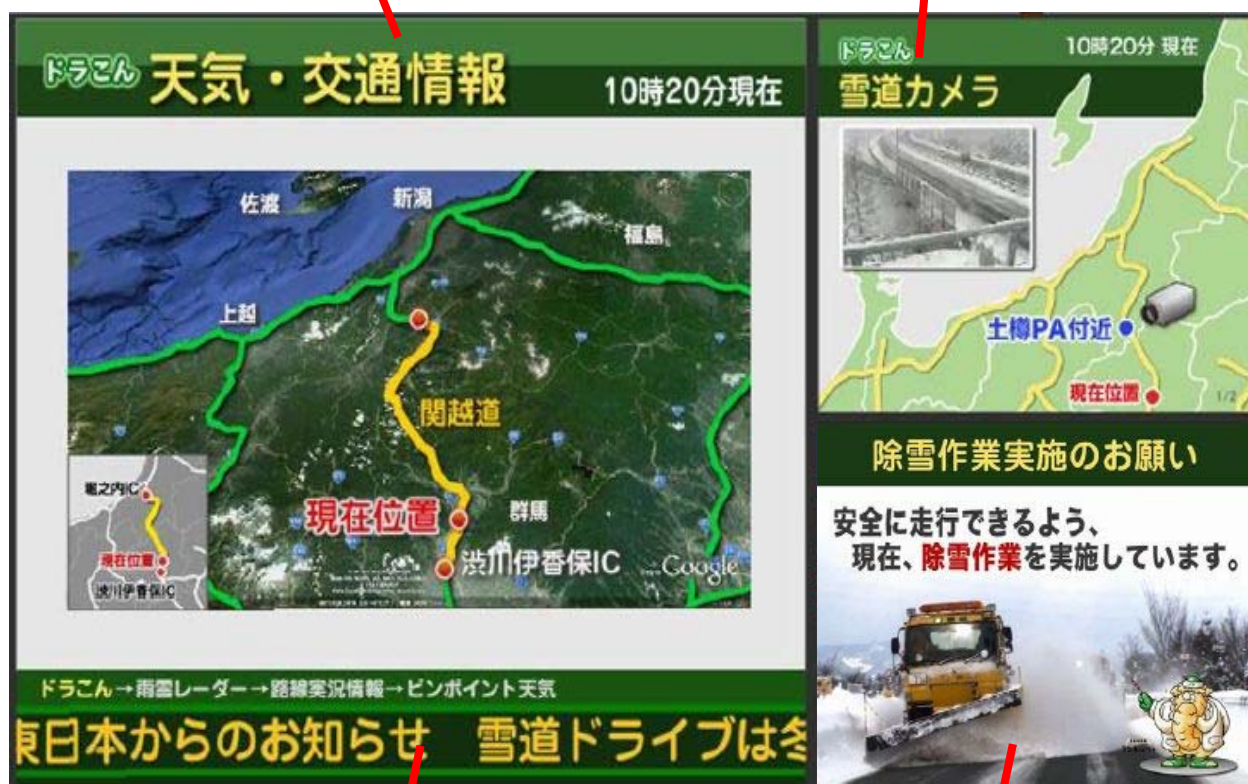 ドラこん 天気・交通情報 10時20分現在
佐渡
新潟
福島
上越
関越道
堀之内IC
現在位置
渋川伊香保IC
現在位置
群馬
渋川伊香保IC
Google
ドラこん→雨雪レーダー→路線実況情報→ピンポイント天気
東日本からのお知らせ　雪道ドライブは冬
ドラこん 10時20分 現在
雪道カメラ
土樽PA付近
現在位置
1/2
除雪作業実施のお願い
安全に走行できるよう、
現在、除雪作業を実施しています。